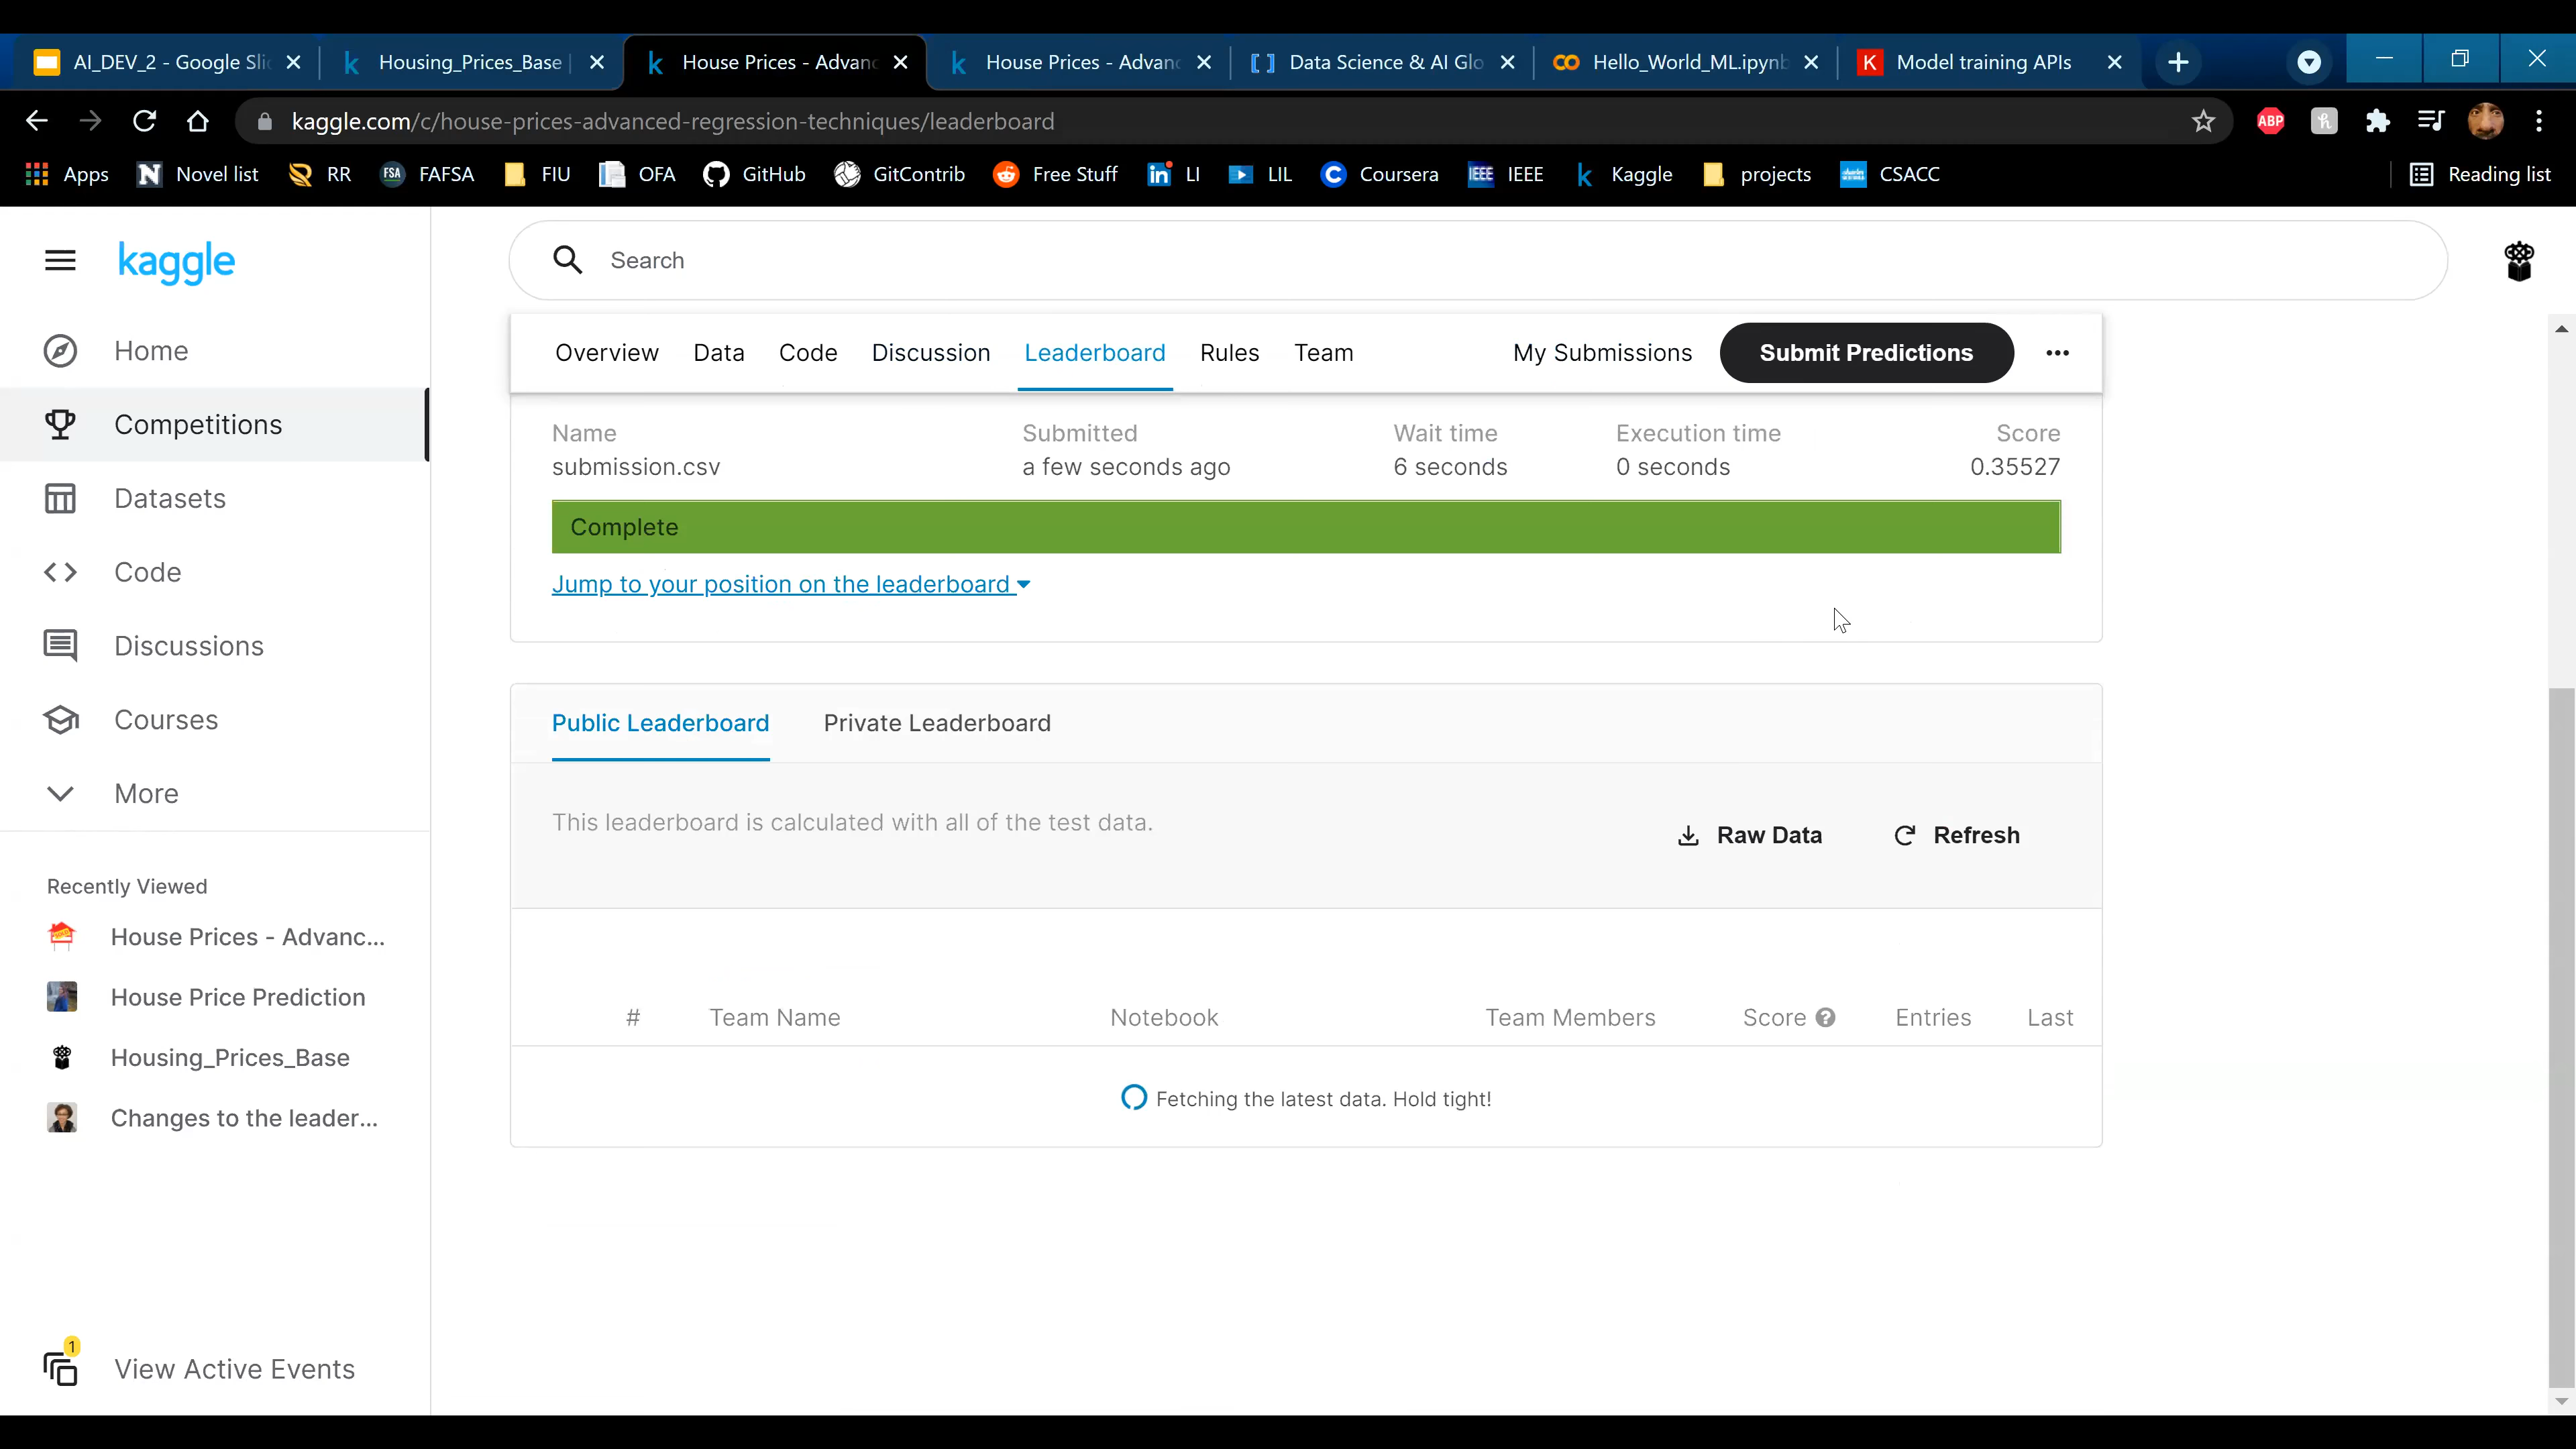 AI_DEV_2 - Google Slic
Housing_Prices_Base |
House Prices - Advanc
House Prices - Advanc
Data Science & AI Glo
Hello_World_ML.ipynb
K Model training APIs
kaggle.com/c/house-prices-advanced-regression-techniques/leaderboard
ABP
Apps
N Novel list
RR
FSA FAFSA
FIU
OFA
GitHub
GitContrib
Free Stuff
in LI
LIL
C Coursera
IEEE IEEE
k Kaggle
projects
CSACC
Reading list
kaggle
Search
Home
Competitions
Datasets
Code
Discussions
Courses
More
Recently Viewed
House Prices - Advanc...
House Price Prediction
Housing_Prices_Base
Changes to the leader...
1
View Active Events
Overview Data Code Discussion Leaderboard Rules Team My Submissions Submit Predictions
Name Submitted Wait time Execution time Score
submission.csv a few seconds ago 6 seconds 0 seconds 0.35527
Complete
Jump to your position on the leaderboard
Public Leaderboard Private Leaderboard
This leaderboard is calculated with all of the test data.
Raw Data Refresh
# Team Name Notebook Team Members Score ? Entries Last
Fetching the latest data. Hold tight!